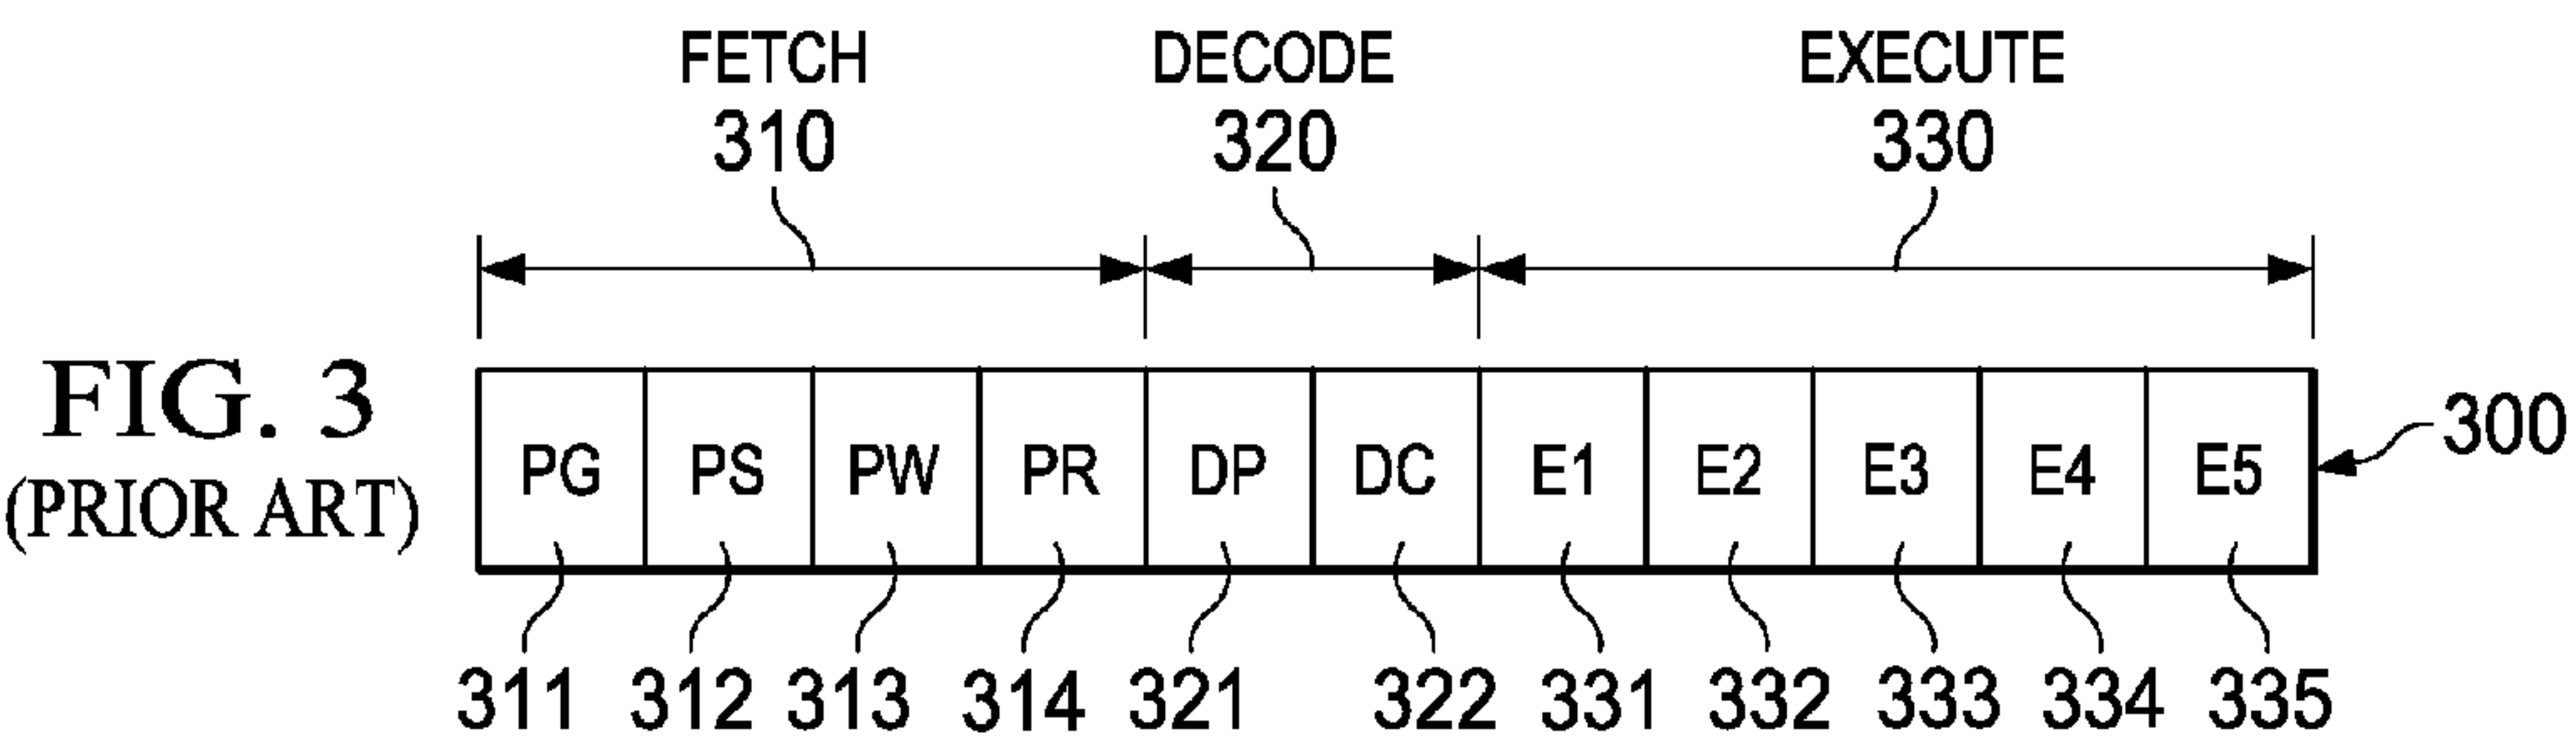 FETCH DECODE EXECUTE
310 320 330
FIG. 3
(PRIOR ART)
PG PS PW PR DP DC E1 E2 E3 E4 E5
300
311 312 313 314 321 322 331 332 333 334 335